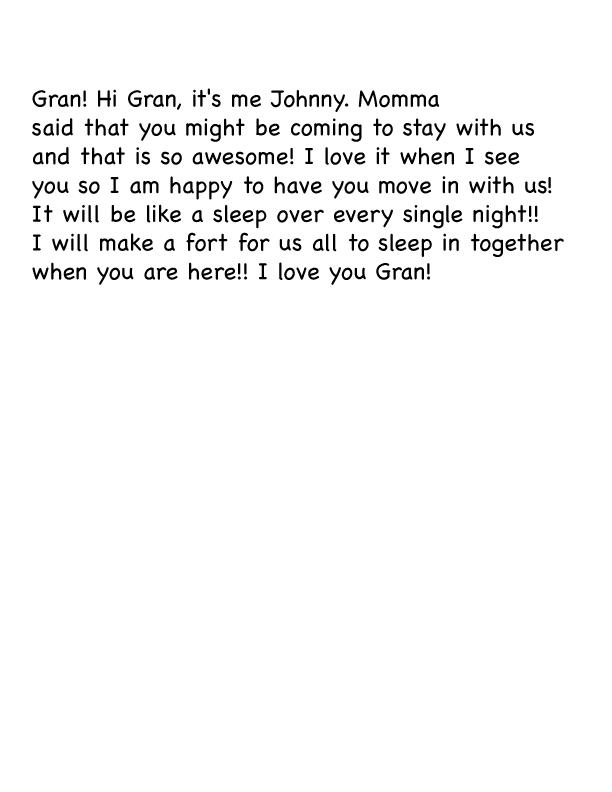 Gran! Hi Gran, it's me Johnny. Momma
said that you might be coming to stay with us
and that is so awesome! I love it when I see
you so I am happy to have you move in with us!
It will be like a sleep over every single night!!
I will make a fort for us all to sleep in together
when you are here!! I love you Gran!